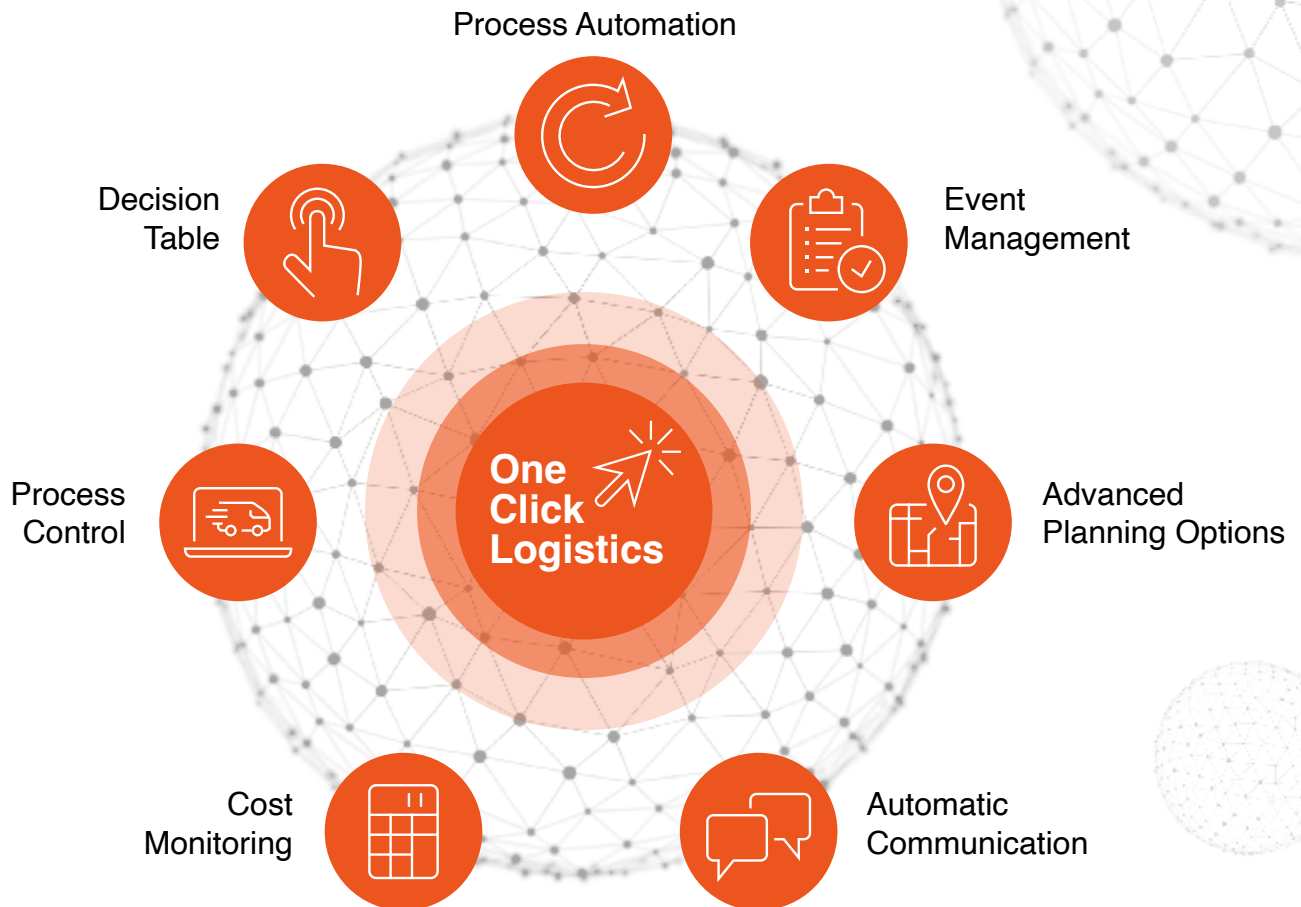 Process Automation
Decision
Table
Event
Management
Process
Control
One
Click
Logistics
Advanced
Planning Options
Cost
Monitoring
Automatic
Communication